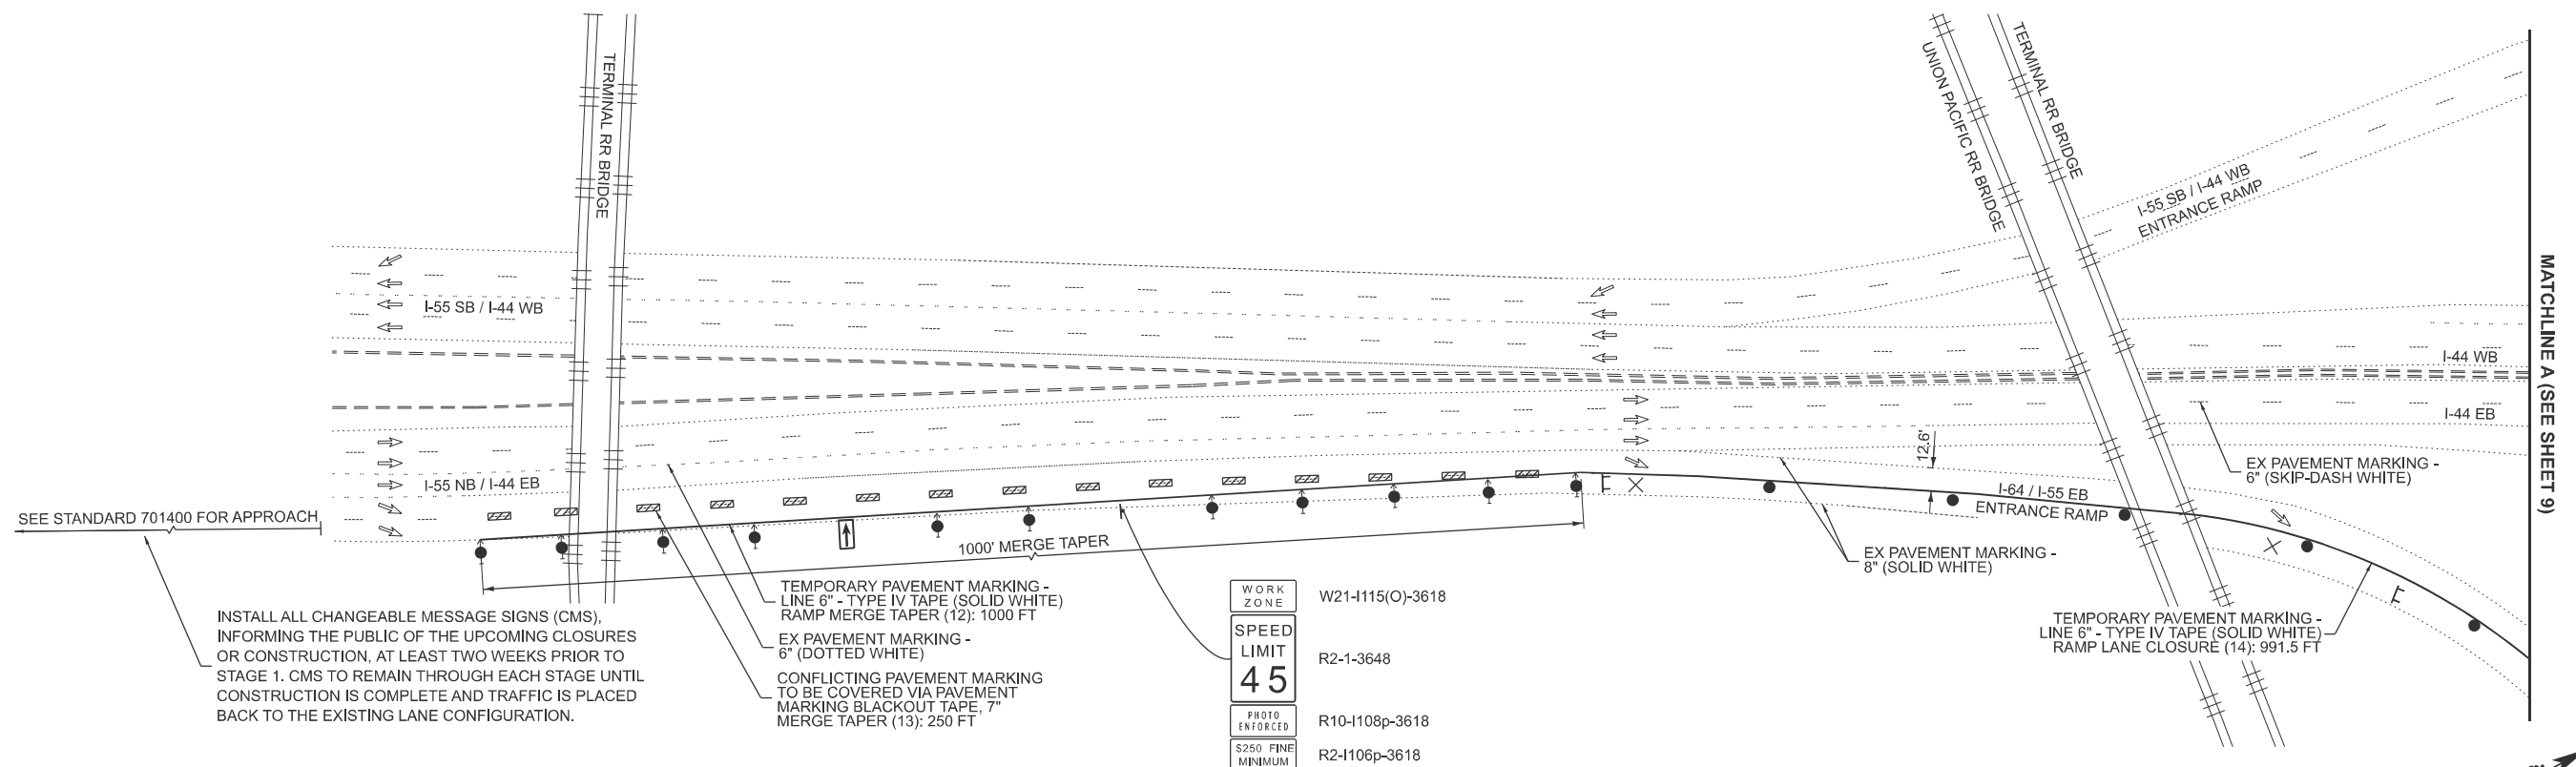 TERMINAL RR BRIDGE
UNION PACIFIC RR BRIDGE
TERMINAL RR BRIDGE
I-55 SB / I-44 WB
ENTRANCE RAMP
MATCHLINE A (SEE SHEET 9)
I-55 SB / I-44 WB
I-44 WB
I-44 EB
12.6'
EX PAVEMENT MARKING -
6" (SKIP-DASH WHITE)
I-55 NB / I-44 EB
I-64 / I-55 EB
ENTRANCE RAMP
SEE STANDARD 701400 FOR APPROACH
1000' MERGE TAPER
EX PAVEMENT MARKING -
8" (SOLID WHITE)
INSTALL ALL CHANGEABLE MESSAGE SIGNS (CMS),
INFORMING THE PUBLIC OF THE UPCOMING CLOSURES
OR CONSTRUCTION, AT LEAST TWO WEEKS PRIOR TO
STAGE 1. CMS TO REMAIN THROUGH EACH STAGE UNTIL
CONSTRUCTION IS COMPLETE AND TRAFFIC IS PLACED
BACK TO THE EXISTING LANE CONFIGURATION.
TEMPORARY PAVEMENT MARKING -
LINE 6" - TYPE IV TAPE (SOLID WHITE)
RAMP MERGE TAPER (12): 1000 FT
EX PAVEMENT MARKING -
6" (DOTTED WHITE)
CONFLICTING PAVEMENT MARKING
TO BE COVERED VIA PAVEMENT
MARKING BLACKOUT TAPE, 7"
MERGE TAPER (13): 250 FT
WORK
ZONE
W21-I115(O)-3618
SPEED
LIMIT
45
R2-1-3648
PHOTO
ENFORCED
R10-I108p-3618
$250 FINE
MINIMUM
R2-I106p-3618
TEMPORARY PAVEMENT MARKING -
LINE 6" - TYPE IV TAPE (SOLID WHITE)
RAMP LANE CLOSURE (14): 991.5 FT